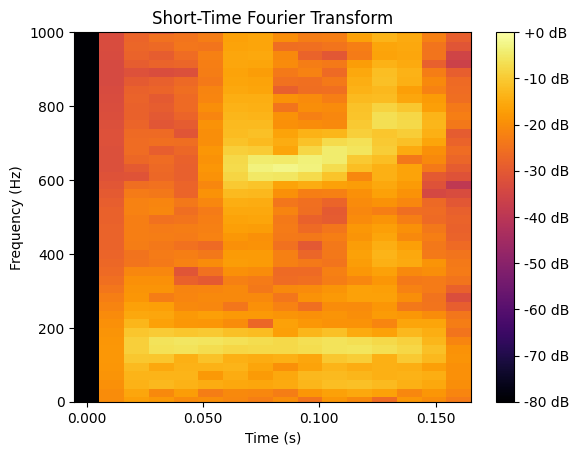 Short-Time Fourier Transform
1000
800
600
400
200
0
Frequency (Hz)
0.000
0.050
0.100
0.150
Time (s)
+0 dB
-10 dB
-20 dB
-30 dB
-40 dB
-50 dB
-60 dB
-70 dB
-80 dB